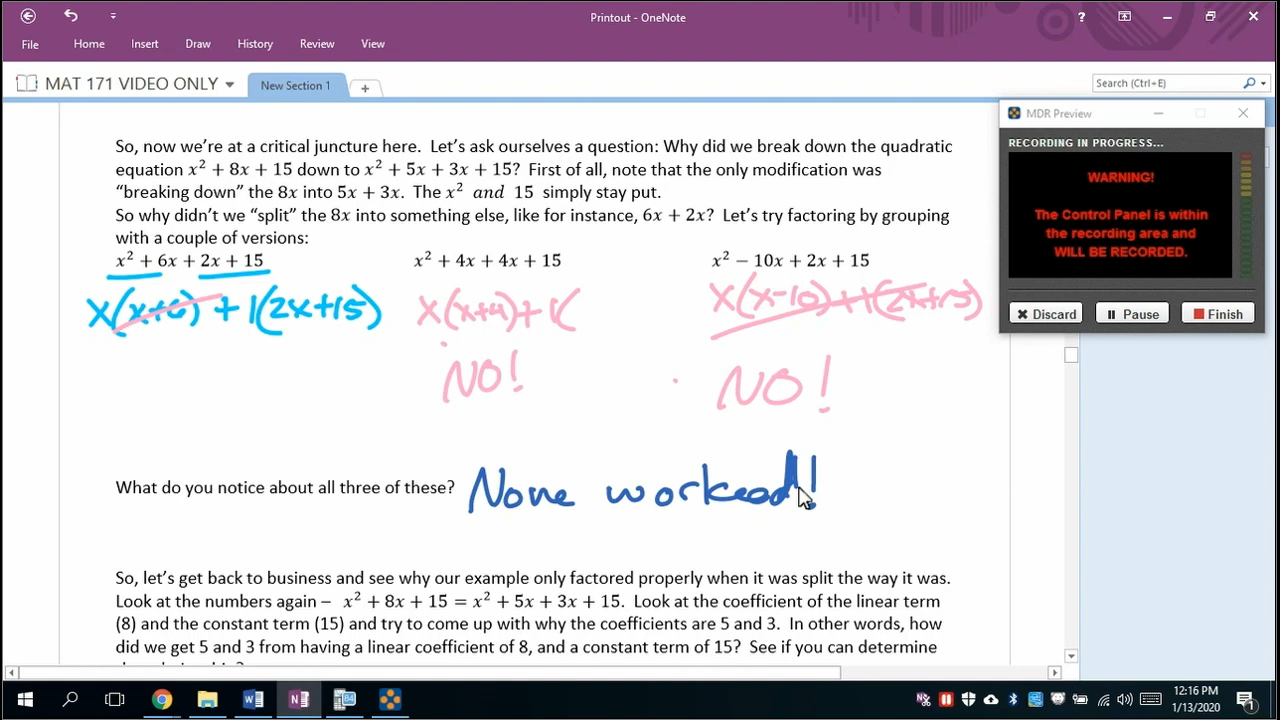 Printout - OneNote
?
File Home Insert Draw History Review View
MAT 171 VIDEO ONLY New Section 1 + Search (Ctrl+E)
MDR Preview
RECORDING IN PROGRESS...
WARNING!
The Control Panel is within
the recording area and
WILL BE RECORDED.
Discard Pause Finish
So, now we're at a critical juncture here. Let's ask ourselves a question: Why did we break down the quadratic
equation x² + 8x + 15 down to x² + 5x + 3x + 15? First of all, note that the only modification was
"breaking down" the 8x into 5x + 3x. The x² and 15 simply stay put.
So why didn't we "split" the 8x into something else, like for instance, 6x + 2x? Let's try factoring by grouping
with a couple of versions:
x² + 6x + 2x + 15 x² + 4x + 4x + 15 x² − 10x + 2x + 15
x(x+6) + 1(2x+15) x(x+4)+1( x(x-10)+1(2x+15)
NO! NO!
What do you notice about all three of these? None workeed!
So, let's get back to business and see why our example only factored properly when it was split the way it was.
Look at the numbers again – x² + 8x + 15 = x² + 5x + 3x + 15. Look at the coefficient of the linear term
(8) and the constant term (15) and try to come up with why the coefficients are 5 and 3. In other words, how
did we get 5 and 3 from having a linear coefficient of 8, and a constant term of 15? See if you can determine
12:16 PM
1/13/2020
1